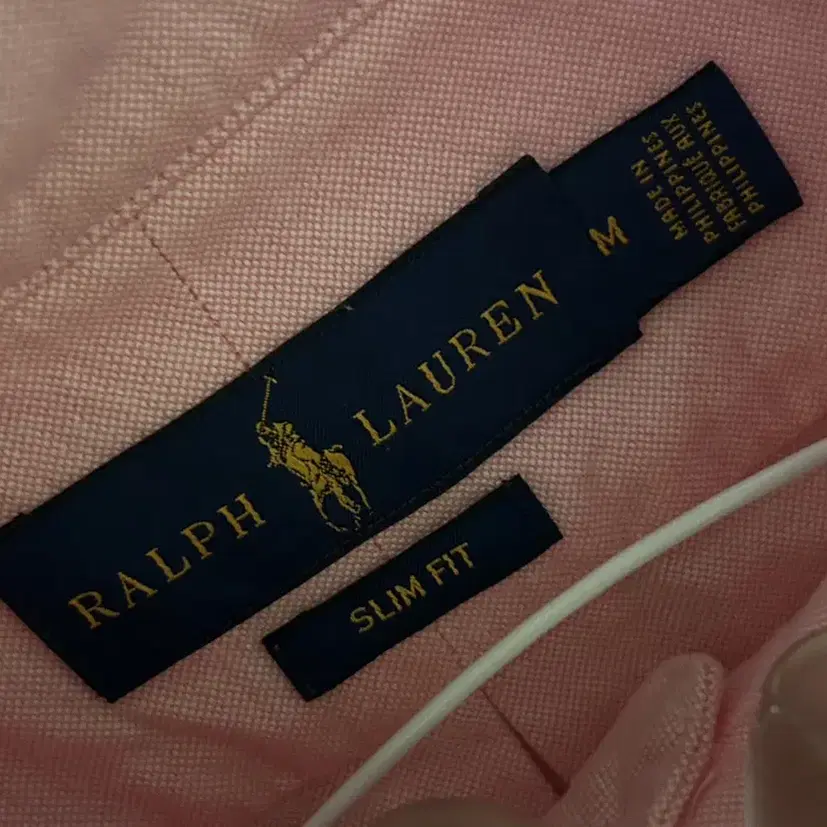 RALPH LAUREN
M
MADE IN
PHILIPPINES
FABRIQUÉ AUX
PHILIPPINES
SLIM FIT